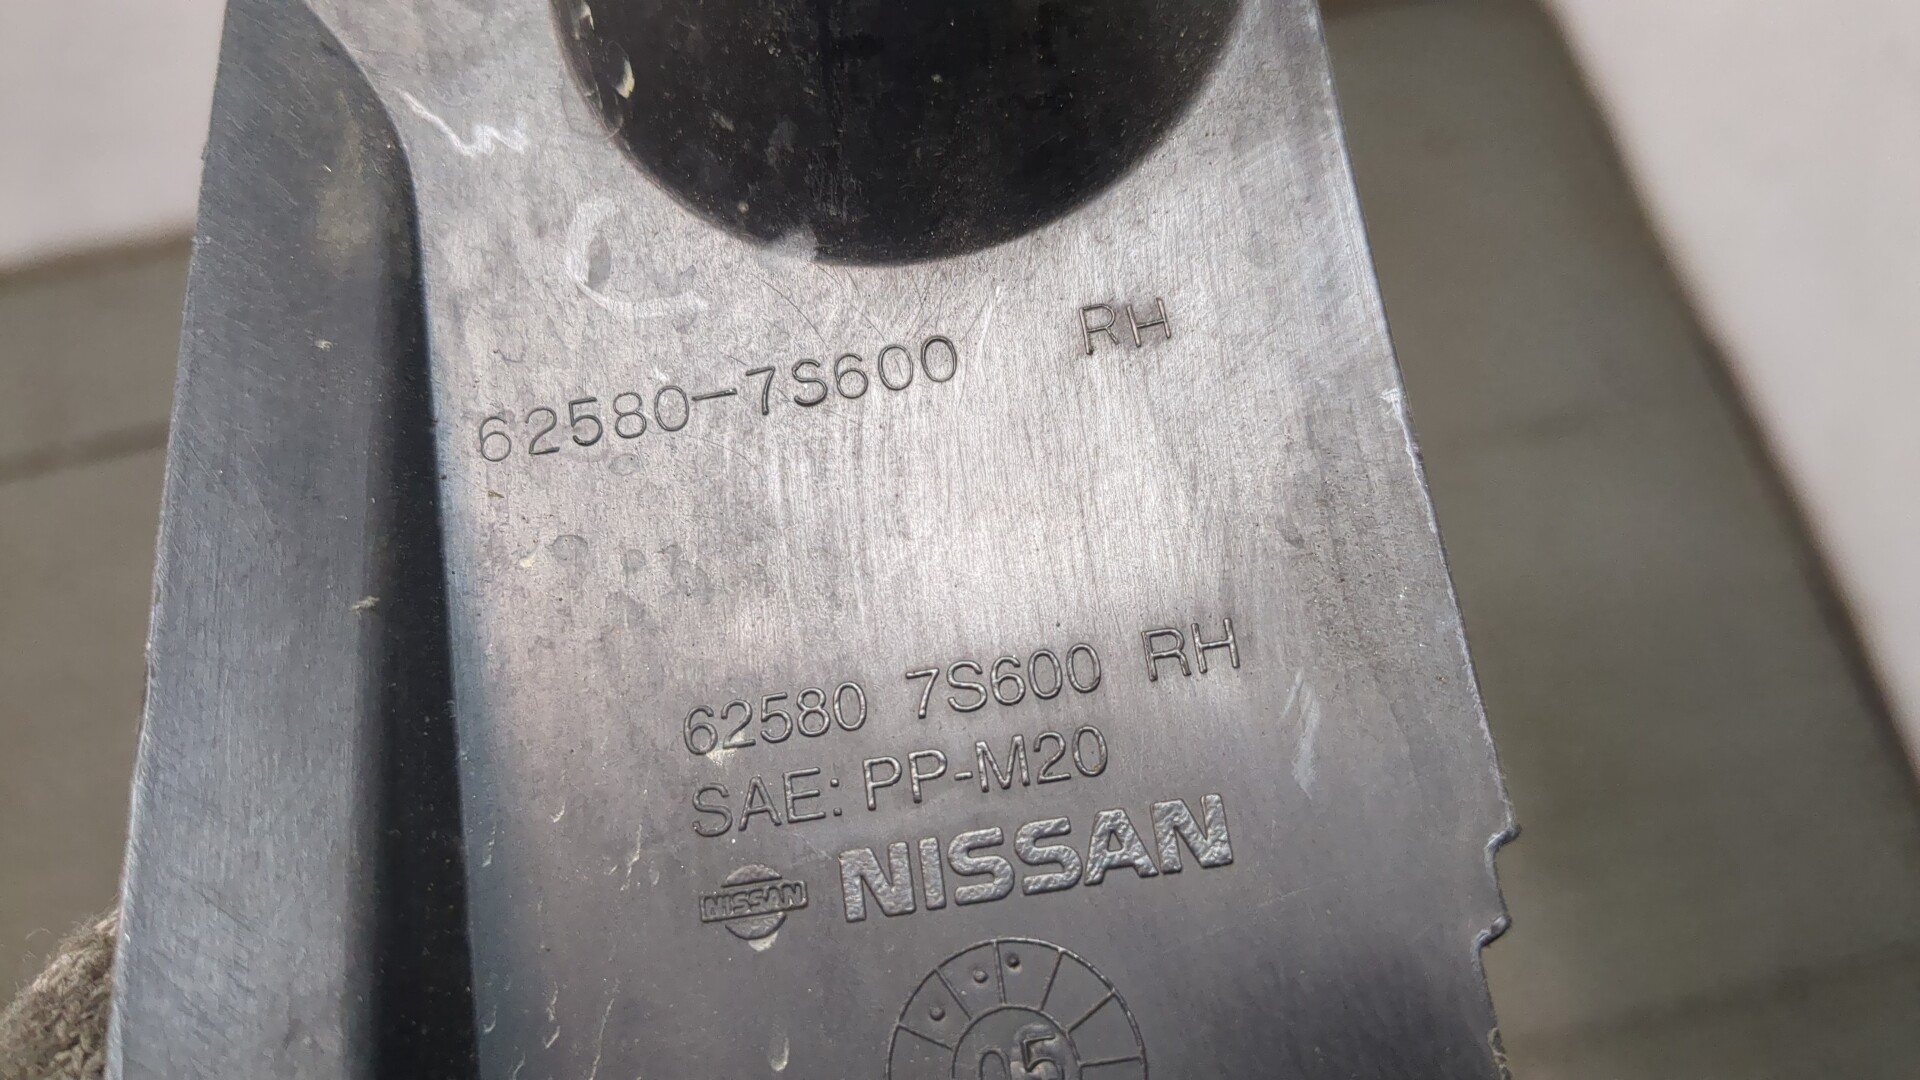 62580-7S600 RH
62580 7S600 RH
SAE: PP-M20
NISSAN NISSAN
05